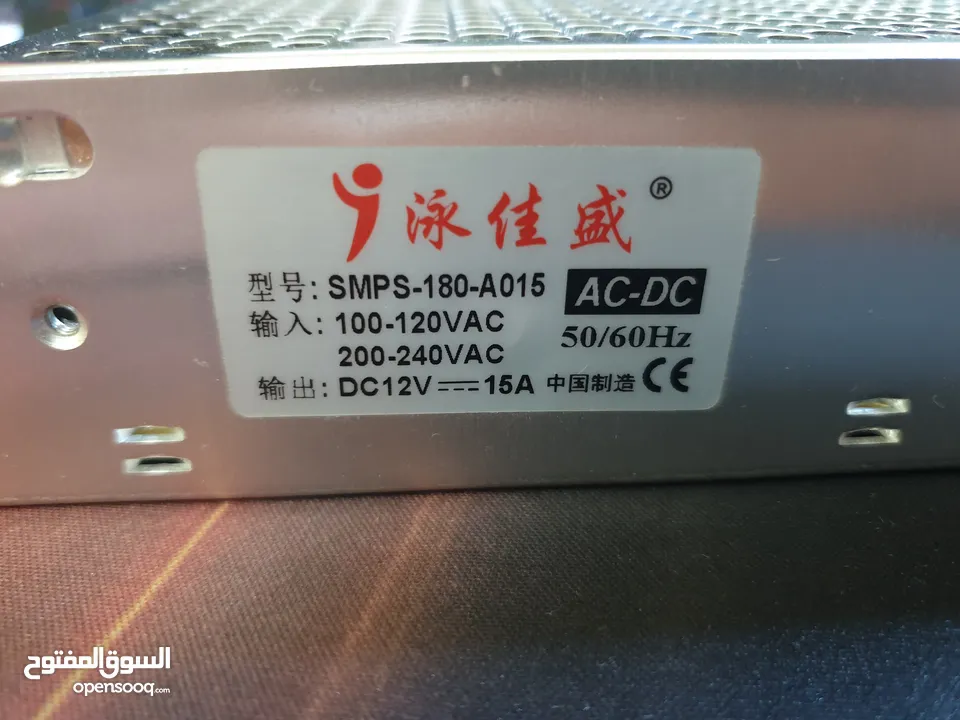 泳佳盛 ®
型号: SMPS-180-A015 AC-DC
输入: 100-120VAC 50/60Hz
200-240VAC
输出: DC12V⎓15A 中国制造 CE
السوق المفتوح
opensooq.com